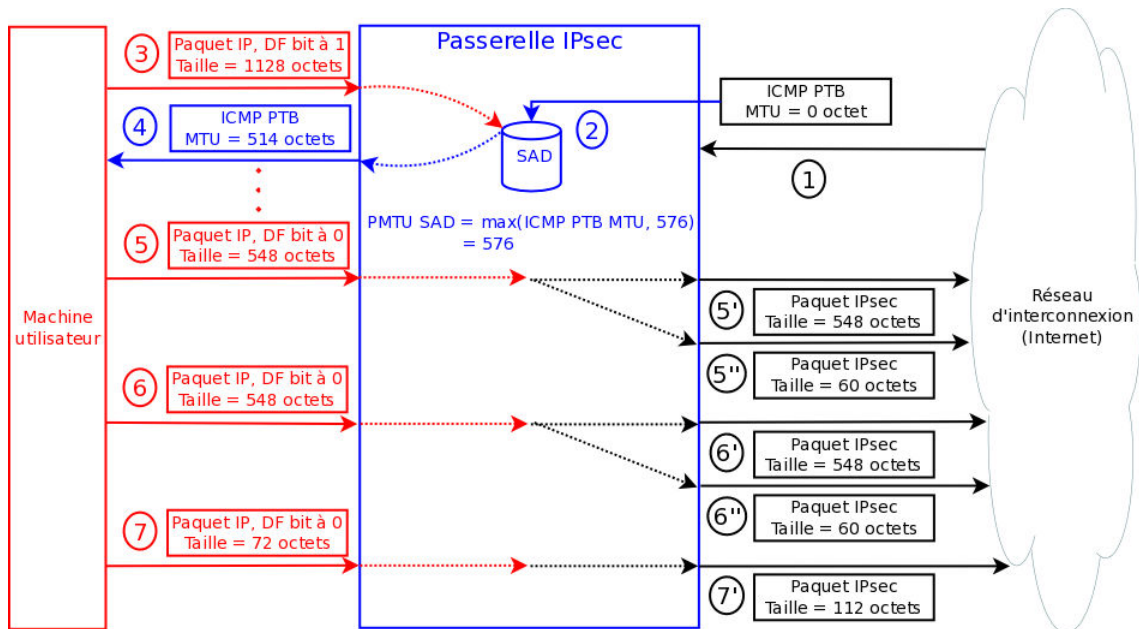 Passerelle IPsec
3
Paquet IP, DF bit à 1
Taille = 1128 octets
ICMP PTB
MTU = 0 octet
4
ICMP PTB
MTU = 514 octets
2
SAD
1
PMTU SAD = max(ICMP PTB MTU, 576)
= 576
5
Paquet IP, DF bit à 0
Taille = 548 octets
Machine
utilisateur
5'
Paquet IPsec
Taille = 548 octets
Réseau
d'interconnexion
(Internet)
5''
Paquet IPsec
Taille = 60 octets
6
Paquet IP, DF bit à 0
Taille = 548 octets
6'
Paquet IPsec
Taille = 548 octets
6''
Paquet IPsec
Taille = 60 octets
7
Paquet IP, DF bit à 0
Taille = 72 octets
7'
Paquet IPsec
Taille = 112 octets